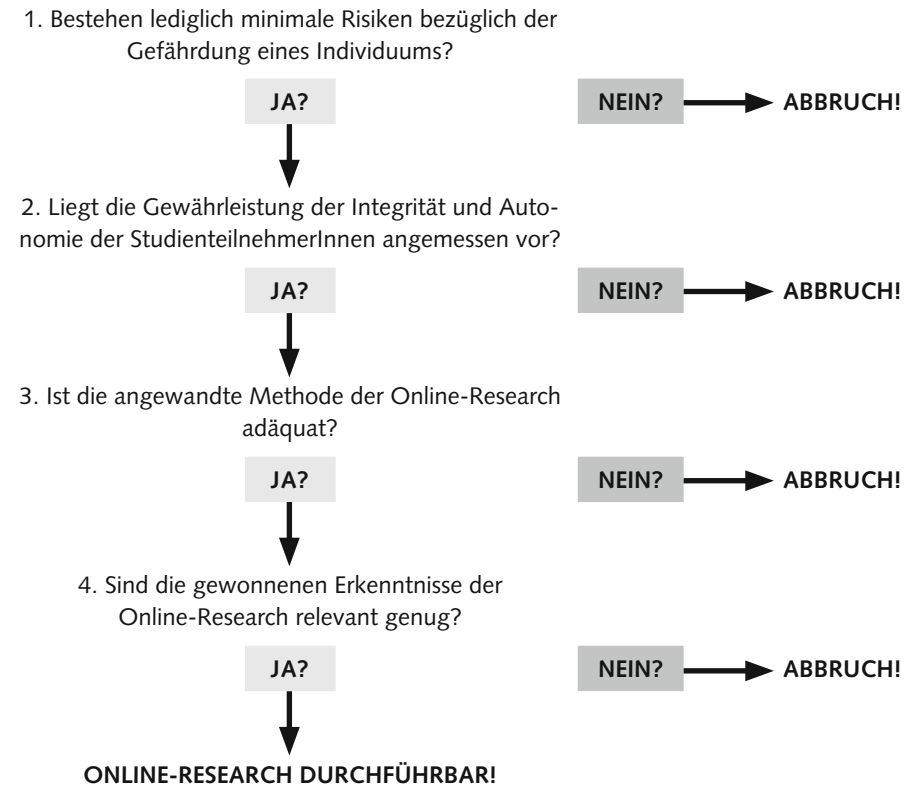 1. Bestehen lediglich minimale Risiken bezüglich der
Gefährdung eines Individuums?
JA?
NEIN?
ABBRUCH!
2. Liegt die Gewährleistung der Integrität und Auto-
nomie der StudienteilnehmerInnen angemessen vor?
JA?
NEIN?
ABBRUCH!
3. Ist die angewandte Methode der Online-Research
adäquat?
JA?
NEIN?
ABBRUCH!
4. Sind die gewonnenen Erkenntnisse der
Online-Research relevant genug?
JA?
NEIN?
ABBRUCH!
ONLINE-RESEARCH DURCHFÜHRBAR!